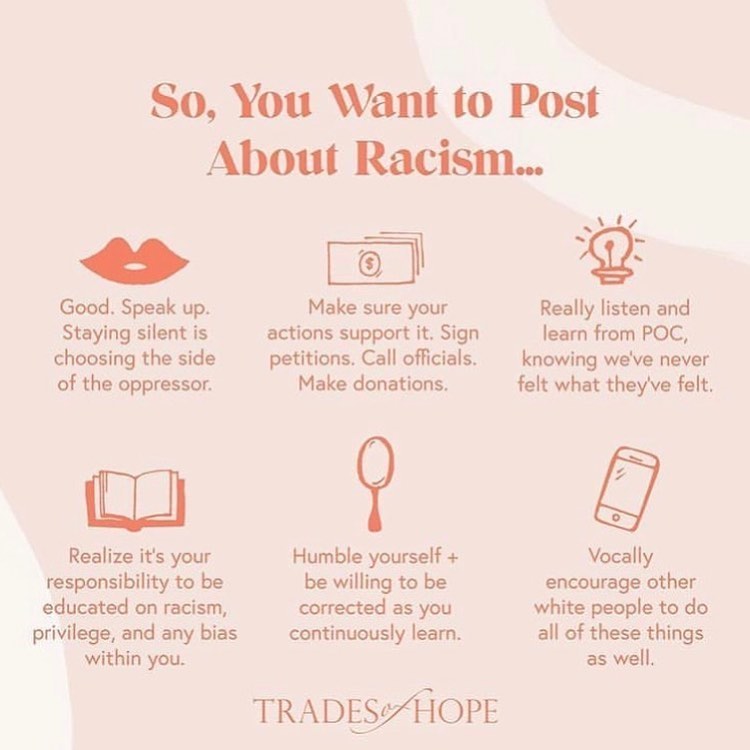 So, You Want to Post
About Racism...
Good. Speak up.
Staying silent is
choosing the side
of the oppressor.
Make sure your
actions support it. Sign
petitions. Call officials.
Make donations.
Really listen and
learn from POC,
knowing we've never
felt what they've felt.
Realize it's your
responsibility to be
educated on racism,
privilege, and any bias
within you.
Humble yourself +
be willing to be
corrected as you
continuously learn.
Vocally
encourage other
white people to do
all of these things
as well.
TRADES of HOPE